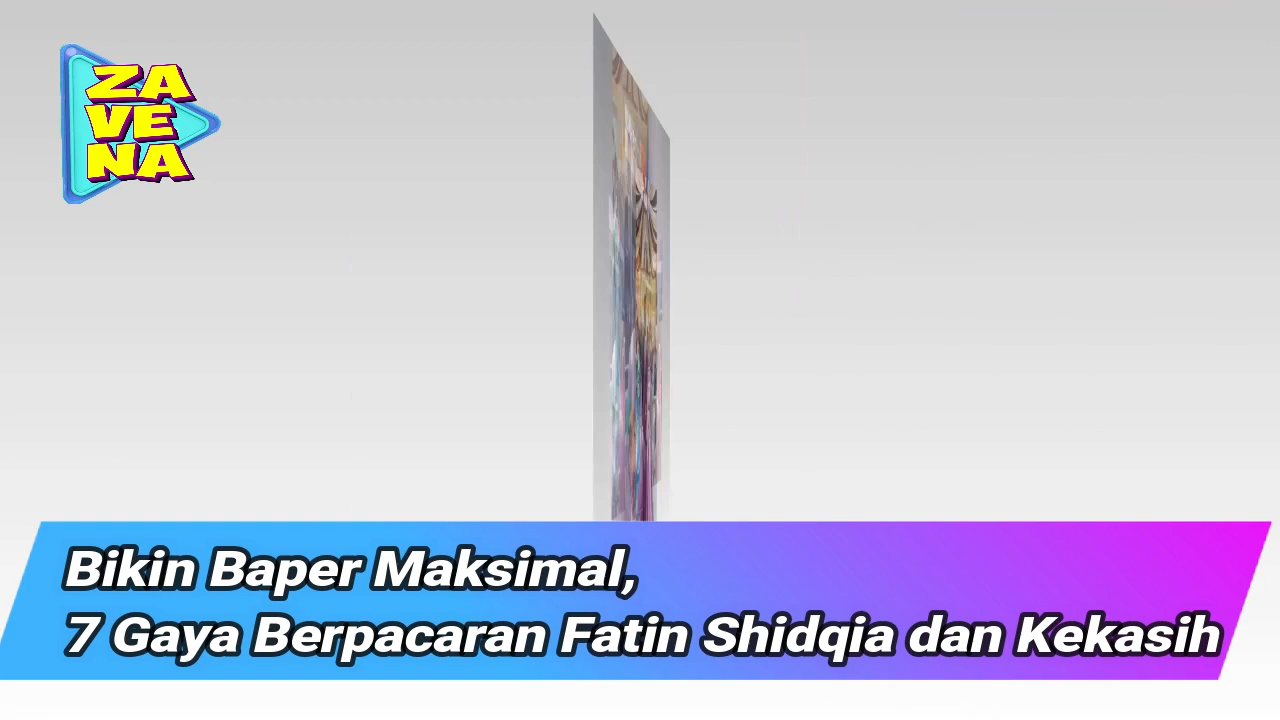 ZA
VE
NA
Bikin Baper Maksimal,
7 Gaya Berpacaran Fatin Shidqia dan Kekasih